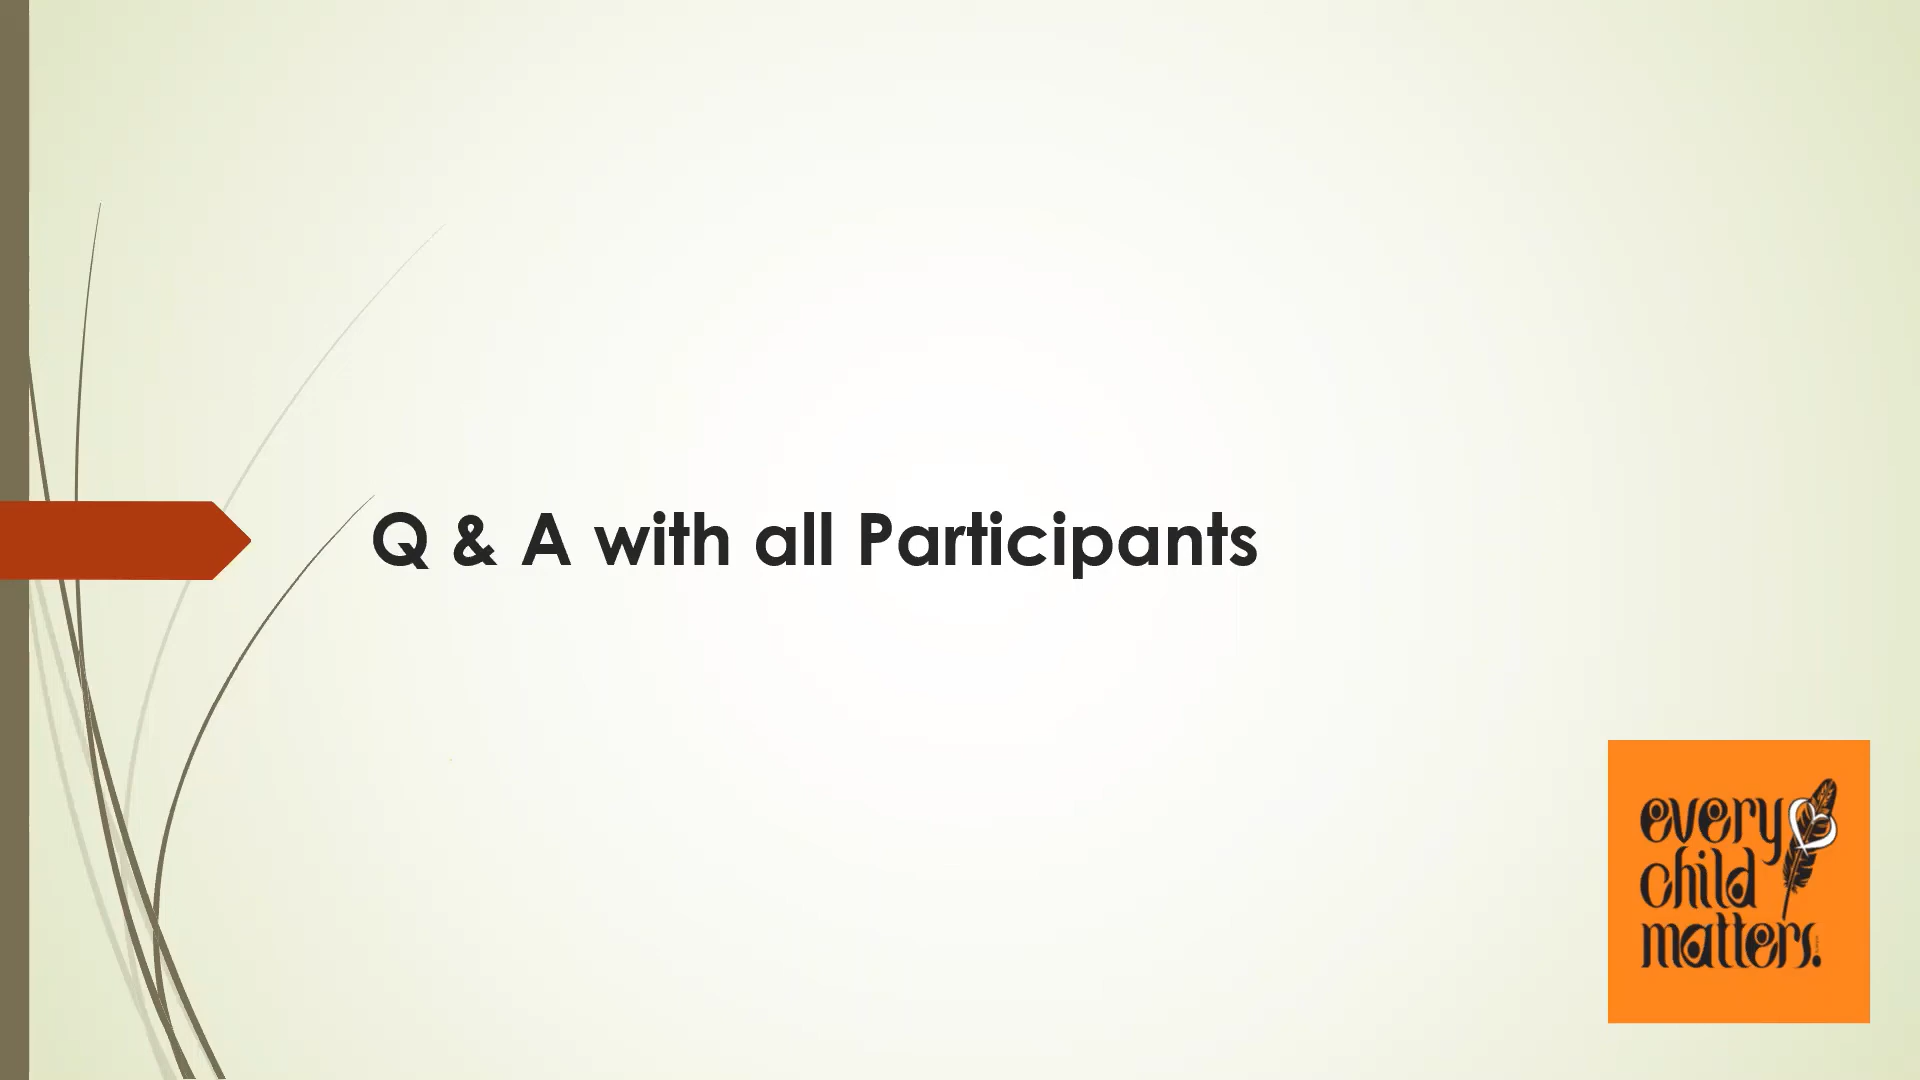 Q & A with all Participants
every
child
matters.